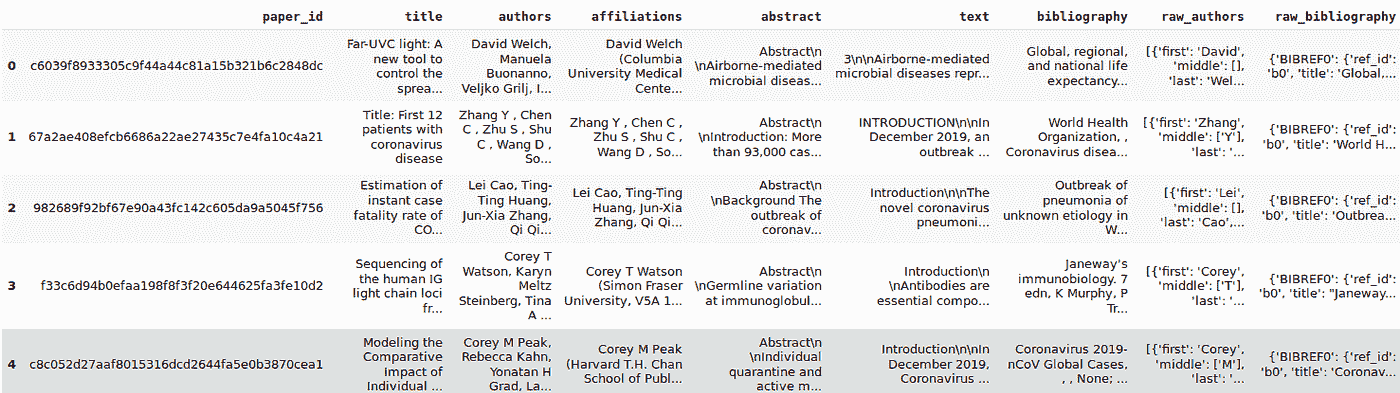 paper_id title authors affiliations abstract text bibliography raw_authors raw_bibliography
0
c6039f8933305c9f44a44c81a15b321b6c2848dc
Far-UVC light: A
new tool to
control the
sprea...
David Welch,
Manuela
Buonanno,
Veljko Grilj, I...
David Welch
(Columbia
University Medical
Cente...
Abstract\n
\nAirborne-mediated
microbial diseas...
3\n\nAirborne-mediated
microbial diseases repr...
Global, regional,
and national life
expectancy...
[{'first': 'David',
'middle': [],
'last': 'Wel...
{'BIBREF0': {'ref_id':
'b0', 'title': 'Global,...
1
67a2ae408efcb6686a22ae27435c7e4fa10c4a21
Title: First 12
patients with
coronavirus
disease
Zhang Y , Chen
C , Zhu S , Shu
C , Wang D ,
So...
Zhang Y , Chen C ,
Zhu S , Shu C ,
Wang D , So...
Abstract\n
\nIntroduction: More
than 93,000 cas...
INTRODUCTION\n\nIn
December 2019, an
outbreak ...
World Health
Organization, ,
Coronavirus disea...
[{'first': 'Zhang',
'middle': ['Y'],
'last': '...
{'BIBREF0': {'ref_id':
'b0', 'title': 'World H...
2
982689f92bf67e90a43fc142c605da9a5045f756
Estimation of
instant case
fatality rate of
CO...
Lei Cao, Ting-
Ting Huang,
Jun-Xia Zhang,
Qi Qi...
Lei Cao, Ting-Ting
Huang, Jun-Xia
Zhang, Qi Qi...
Abstract\n
\nBackground The
outbreak of
coronav...
Introduction\n\nThe
novel coronavirus
pneumoni...
Outbreak of
pneumonia of
unknown etiology in
W...
[{'first': 'Lei',
'middle': [],
'last': 'Cao',...
{'BIBREF0': {'ref_id':
'b0', 'title': 'Outbrea...
3
f33c6d94b0efaa198f8f3f20e644625fa3fe10d2
Sequencing of
the human IG
light chain loci
fr...
Corey T
Watson, Karyn
Meltz
Steinberg, Tina
A ...
Corey T Watson
(Simon Fraser
University, V5A 1...
Abstract\n
\nGermline variation
at immunoglobul...
Introduction\n
\nAntibodies are
essential compo...
Janeway's
immunobiology. 7
edn, K Murphy, P
Tr...
[{'first': 'Corey',
'middle': ['T'],
'last': '...
{'BIBREF0': {'ref_id':
'b0', 'title': "Janeway...
4
c8c052d27aaf8015316dcd2644fa5e0b3870cea1
Modeling the
Comparative
Impact of
Individual ...
Corey M Peak,
Rebecca Kahn,
Yonatan H
Grad, La...
Corey M Peak
(Harvard T.H. Chan
School of Publ...
Abstract\n
\nIndividual
quarantine and
active m...
Introduction\n\nIn
December 2019,
Coronavirus ...
Coronavirus 2019-
nCoV Global Cases,
, , None; ...
[{'first': 'Corey',
'middle': ['M'],
'last': '...
{'BIBREF0': {'ref_id':
'b0', 'title': 'Coronav...